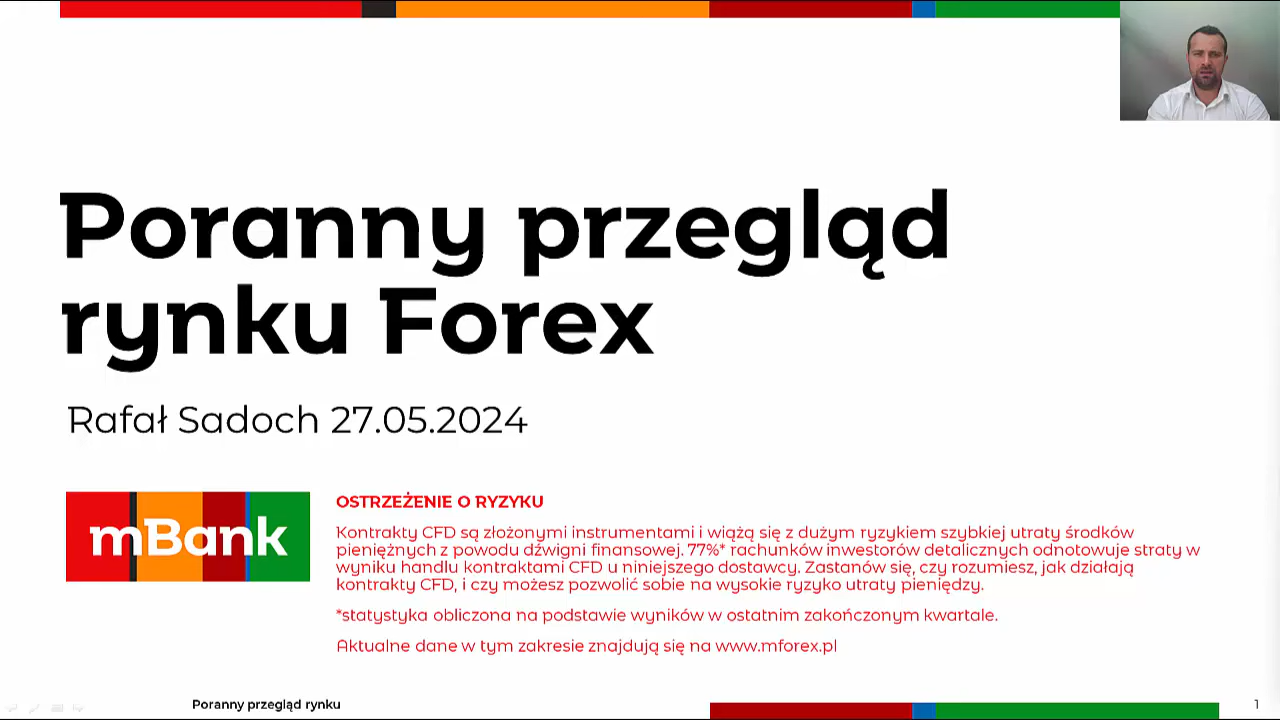 Poranny przegląd
rynku Forex
Rafał Sadoch 27.05.2024
mBank
OSTRZEŻENIE O RYZYKU
Kontrakty CFD są złożonymi instrumentami i wiążą się z dużym ryzykiem szybkiej utraty środków
pieniężnych z powodu dźwigni finansowej. 77%* rachunków inwestorów detalicznych odnotowuje straty w
wyniku handlu kontraktami CFD u niniejszego dostawcy. Zastanów się, czy rozumiesz, jak działają
kontrakty CFD, i czy możesz pozwolić sobie na wysokie ryzyko utraty pieniędzy.
*statystyka obliczona na podstawie wyników w ostatnim zakończonym kwartale.
Aktualne dane w tym zakresie znajdują się na www.mforex.pl
Poranny przegląd rynku
1